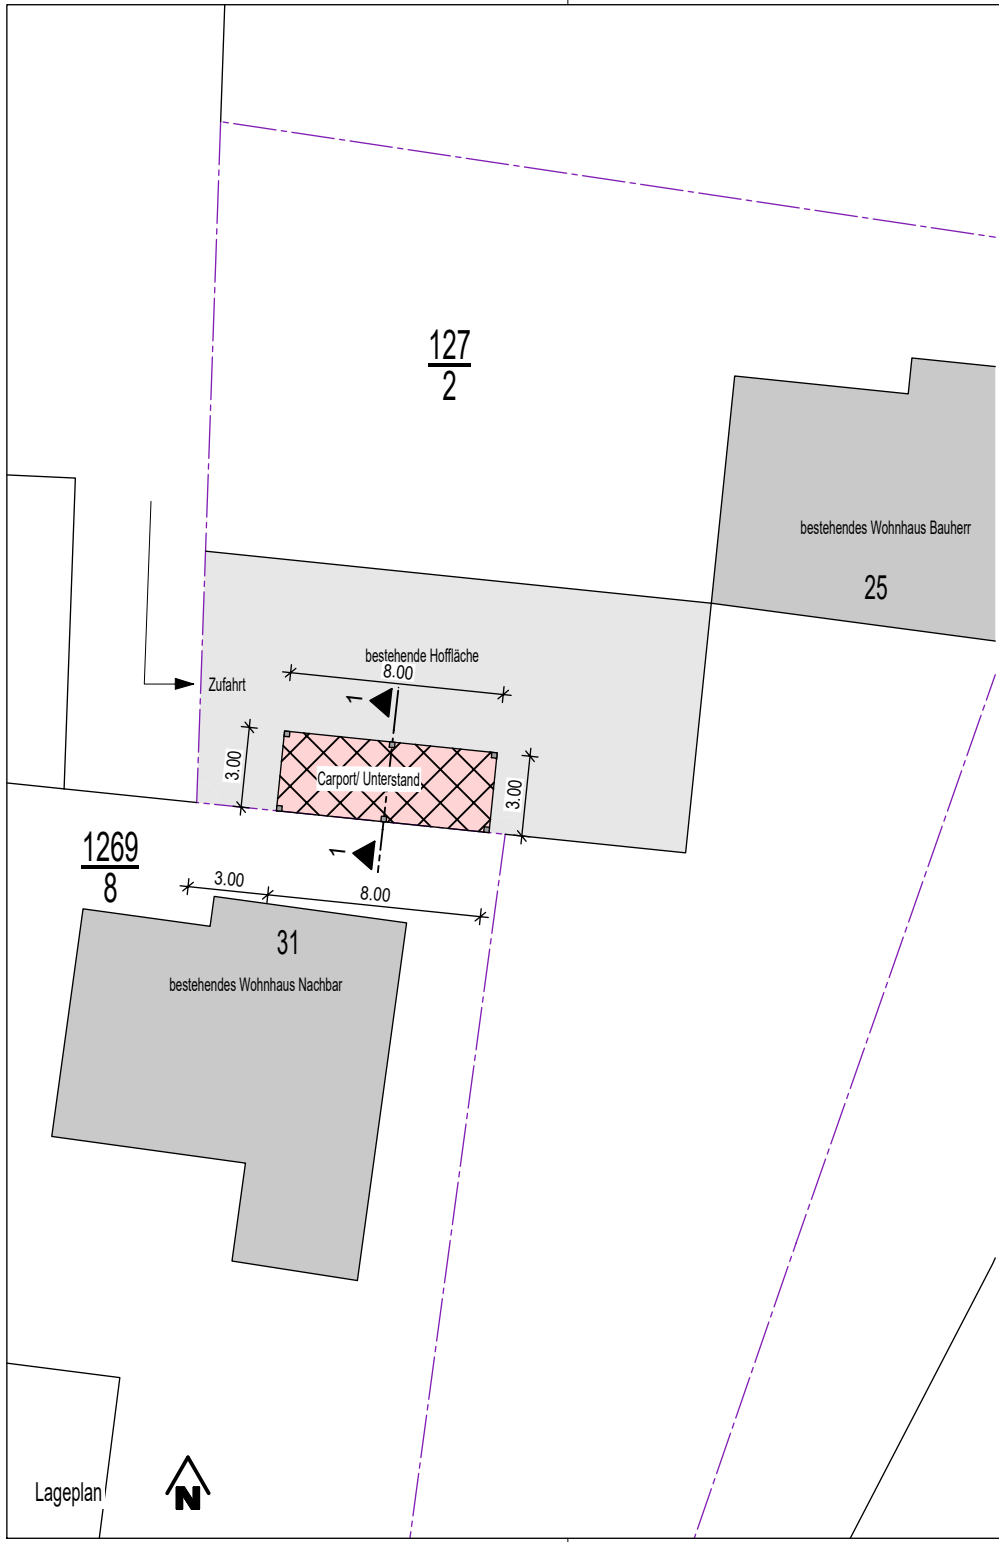 127
2
bestehendes Wohnhaus Bauherr
25
bestehende Hoffläche
8.00
Zufahrt
1
3.00
Carport/ Unterstand
3.00
1269
8
1
3.00
8.00
31
bestehendes Wohnhaus Nachbar
Lageplan
N